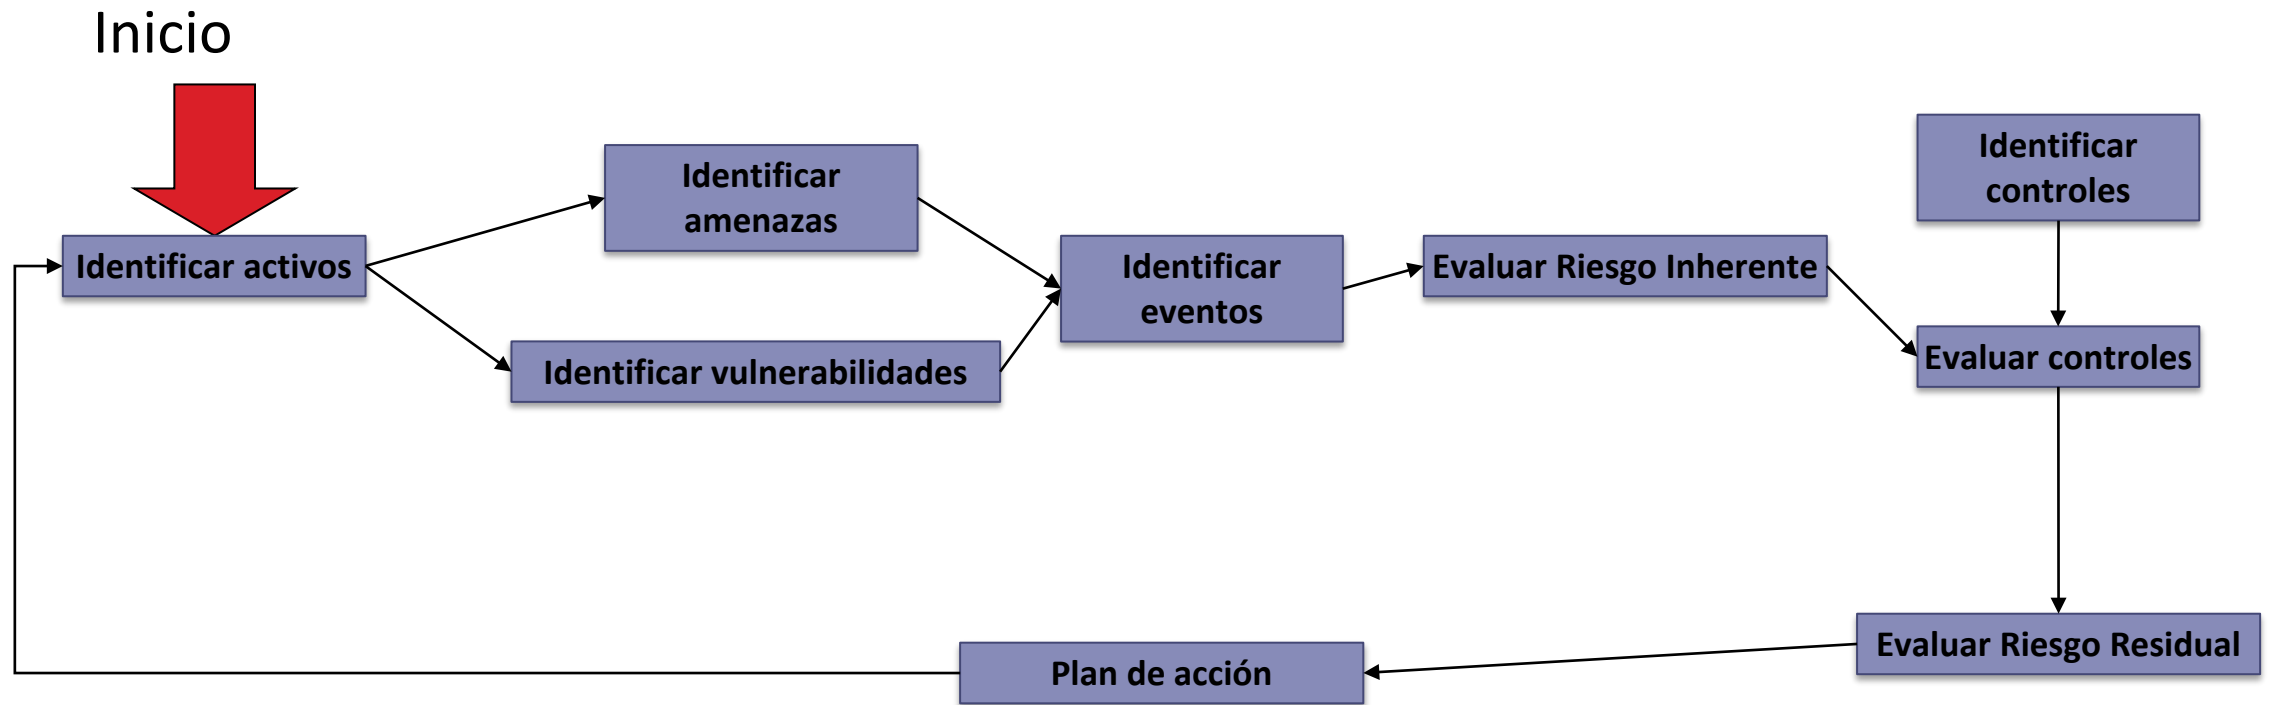 Inicio
Identificar activos
Identificar
amenazas
Identificar vulnerabilidades
Identificar
eventos
Evaluar Riesgo Inherente
Identificar
controles
Evaluar controles
Evaluar Riesgo Residual
Plan de acción